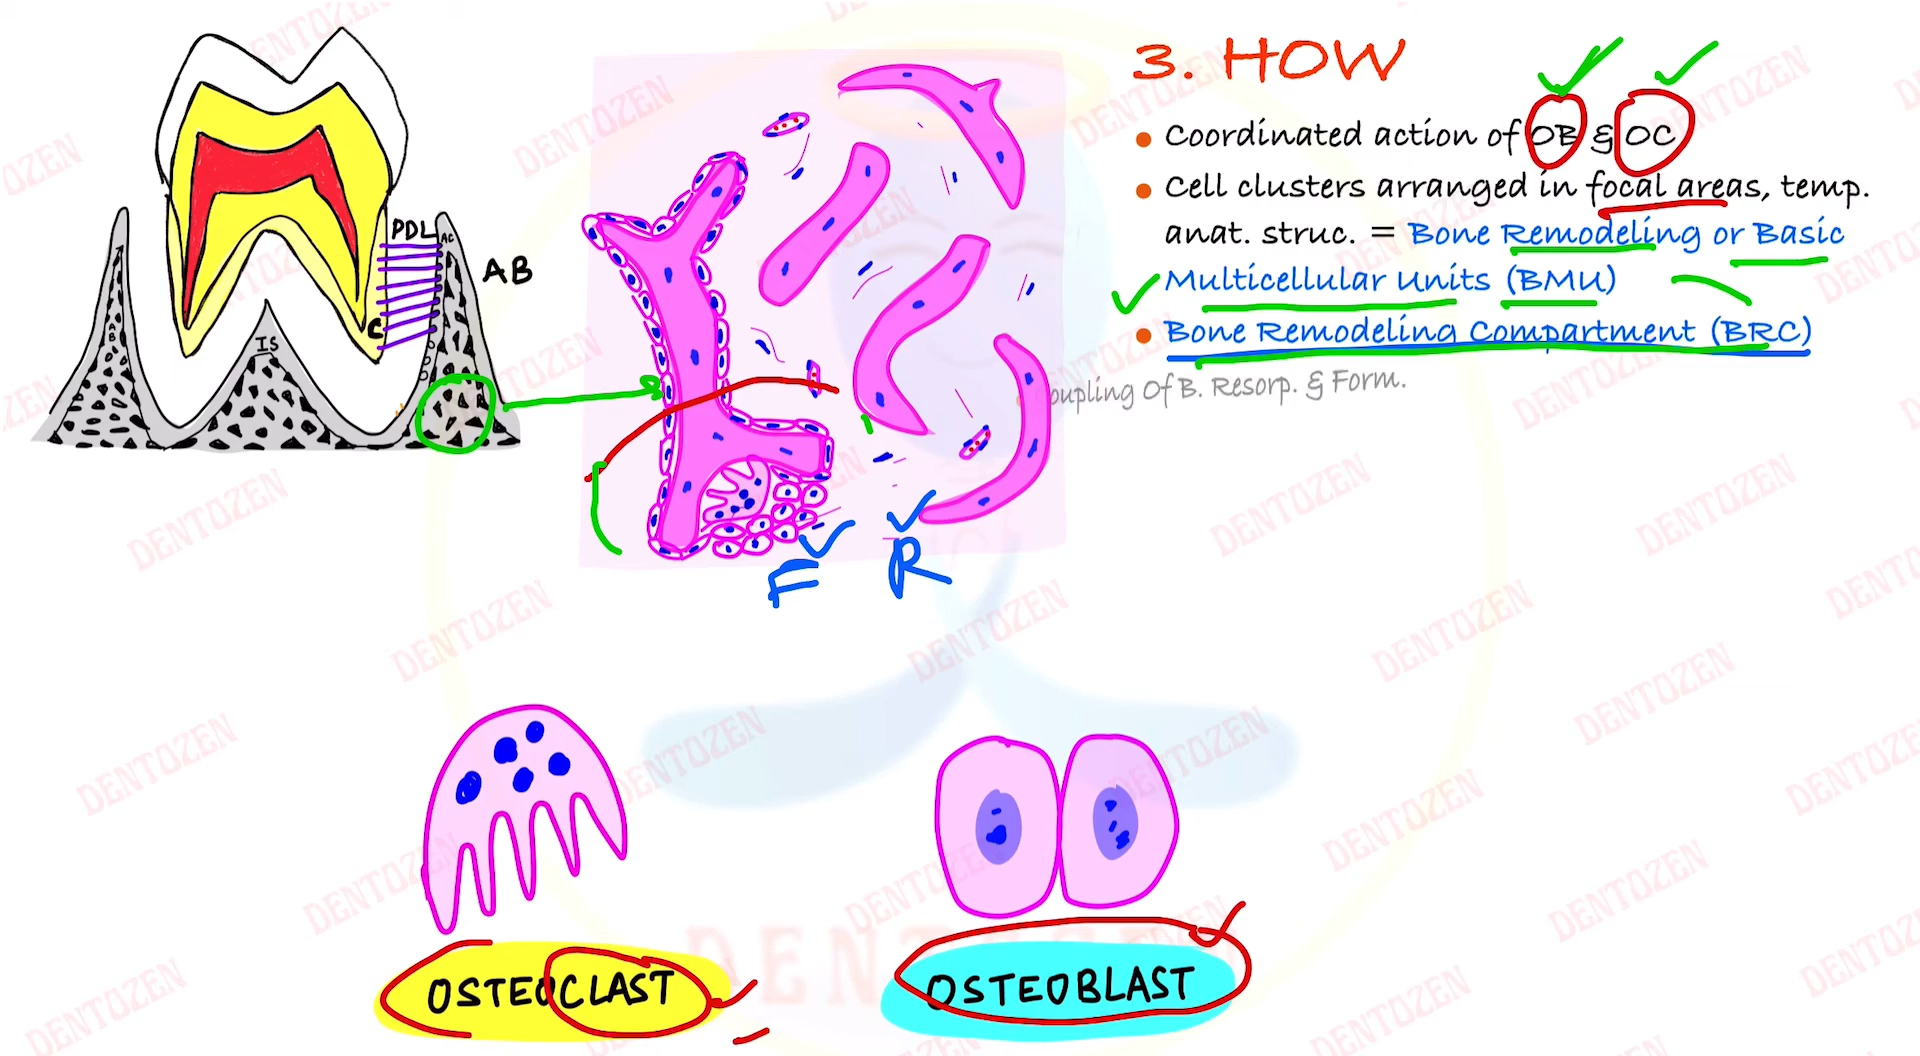 3. HOW
• Coordinated action of OB & OC
• Cell clusters arranged in focal areas, temp.
anat. struc. = Bone Remodeling or Basic
Multicellular Units (BMU)
• Bone Remodeling Compartment (BRC)
oupling Of B. Resorp. & Form.
PDL
AC
AB
C
IS
F R
OSTEOCLAST
OSTEOBLAST
DENTOZEN